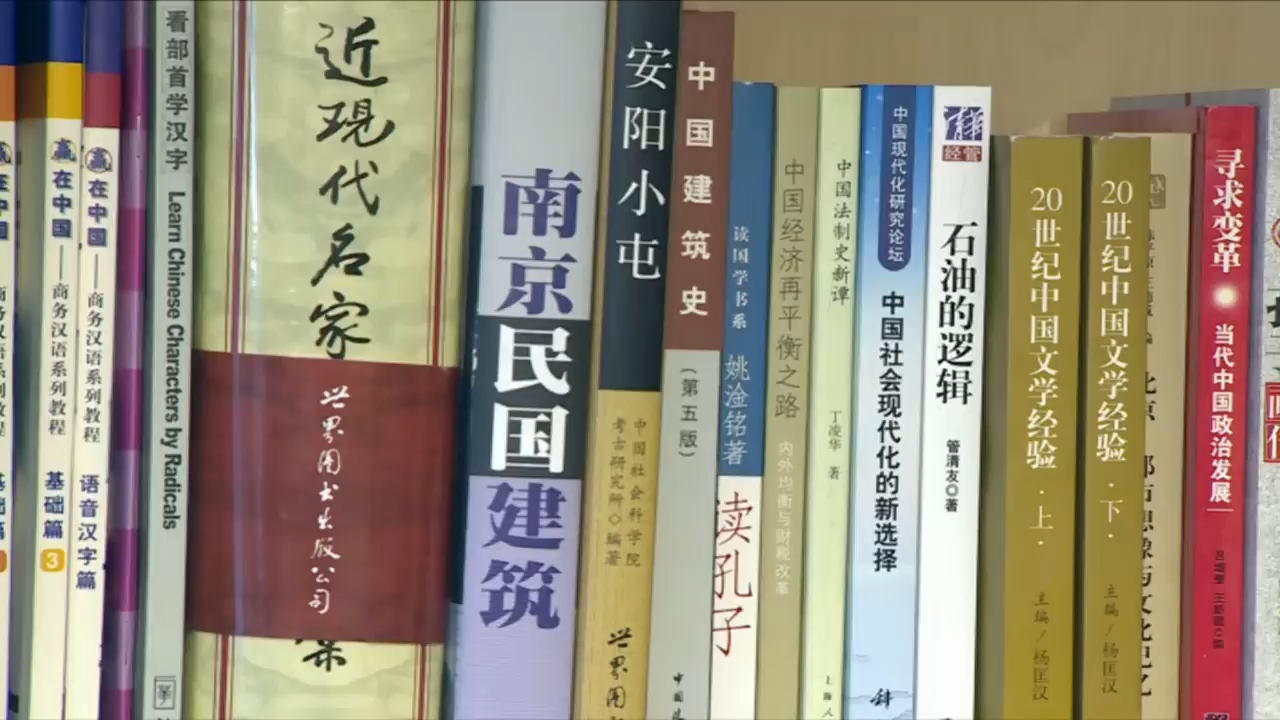 赢在中国——商务汉语系列教程
基础篇
3
赢在中国
商务汉语系列教程
语音汉字篇
看部首学汉字 Learn Chinese Characters by Radicals
近现代名家
世界图书出版公司
南京民国建筑
安阳小屯
中国社会科学院
考古研究所◇编著
世界图
中国建筑史
(第五版)
读国学书系
姚淦铭著
读孔子
中国经济再平衡之路
内外均衡与财税改革
中国法制史新谭
丁凌华 著
上海人
中国现代化研究论坛
中国社会现代化的新选择
清华
经管
石油的逻辑
管清友◎著
20世纪中国文学经验·上·
主编/杨匡汉
20世纪中国文学经验·下·
主编/杨匡汉
寻求变革
当代中国政治发展